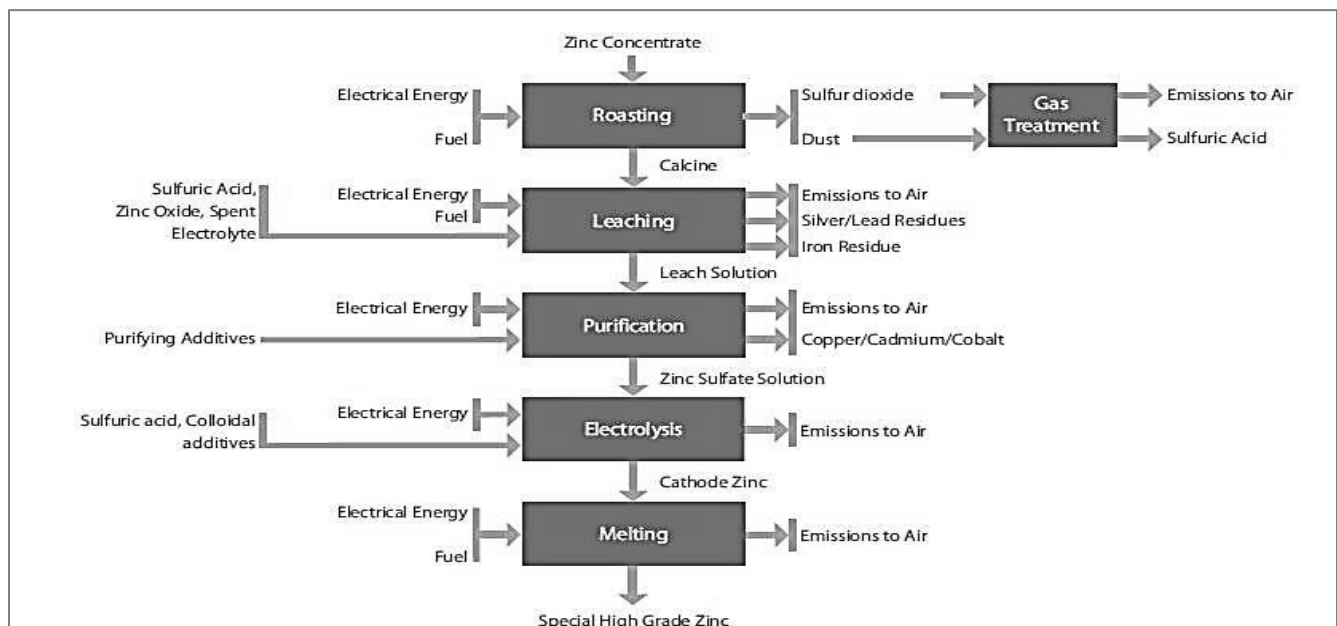 Zinc Concentrate
Electrical Energy
Fuel
Roasting
Sulfur dioxide
Dust
Gas
Treatment
Emissions to Air
Sulfuric Acid
Calcine
Sulfuric Acid,
Zinc Oxide, Spent
Electrolyte
Electrical Energy
Fuel
Leaching
Emissions to Air
Silver/Lead Residues
Iron Residue
Leach Solution
Electrical Energy
Purifying Additives
Purification
Emissions to Air
Copper/Cadmium/Cobalt
Zinc Sulfate Solution
Sulfuric acid, Colloidal
additives
Electrical Energy
Electrolysis
Emissions to Air
Cathode Zinc
Electrical Energy
Fuel
Melting
Emissions to Air
Special High Grade Zinc